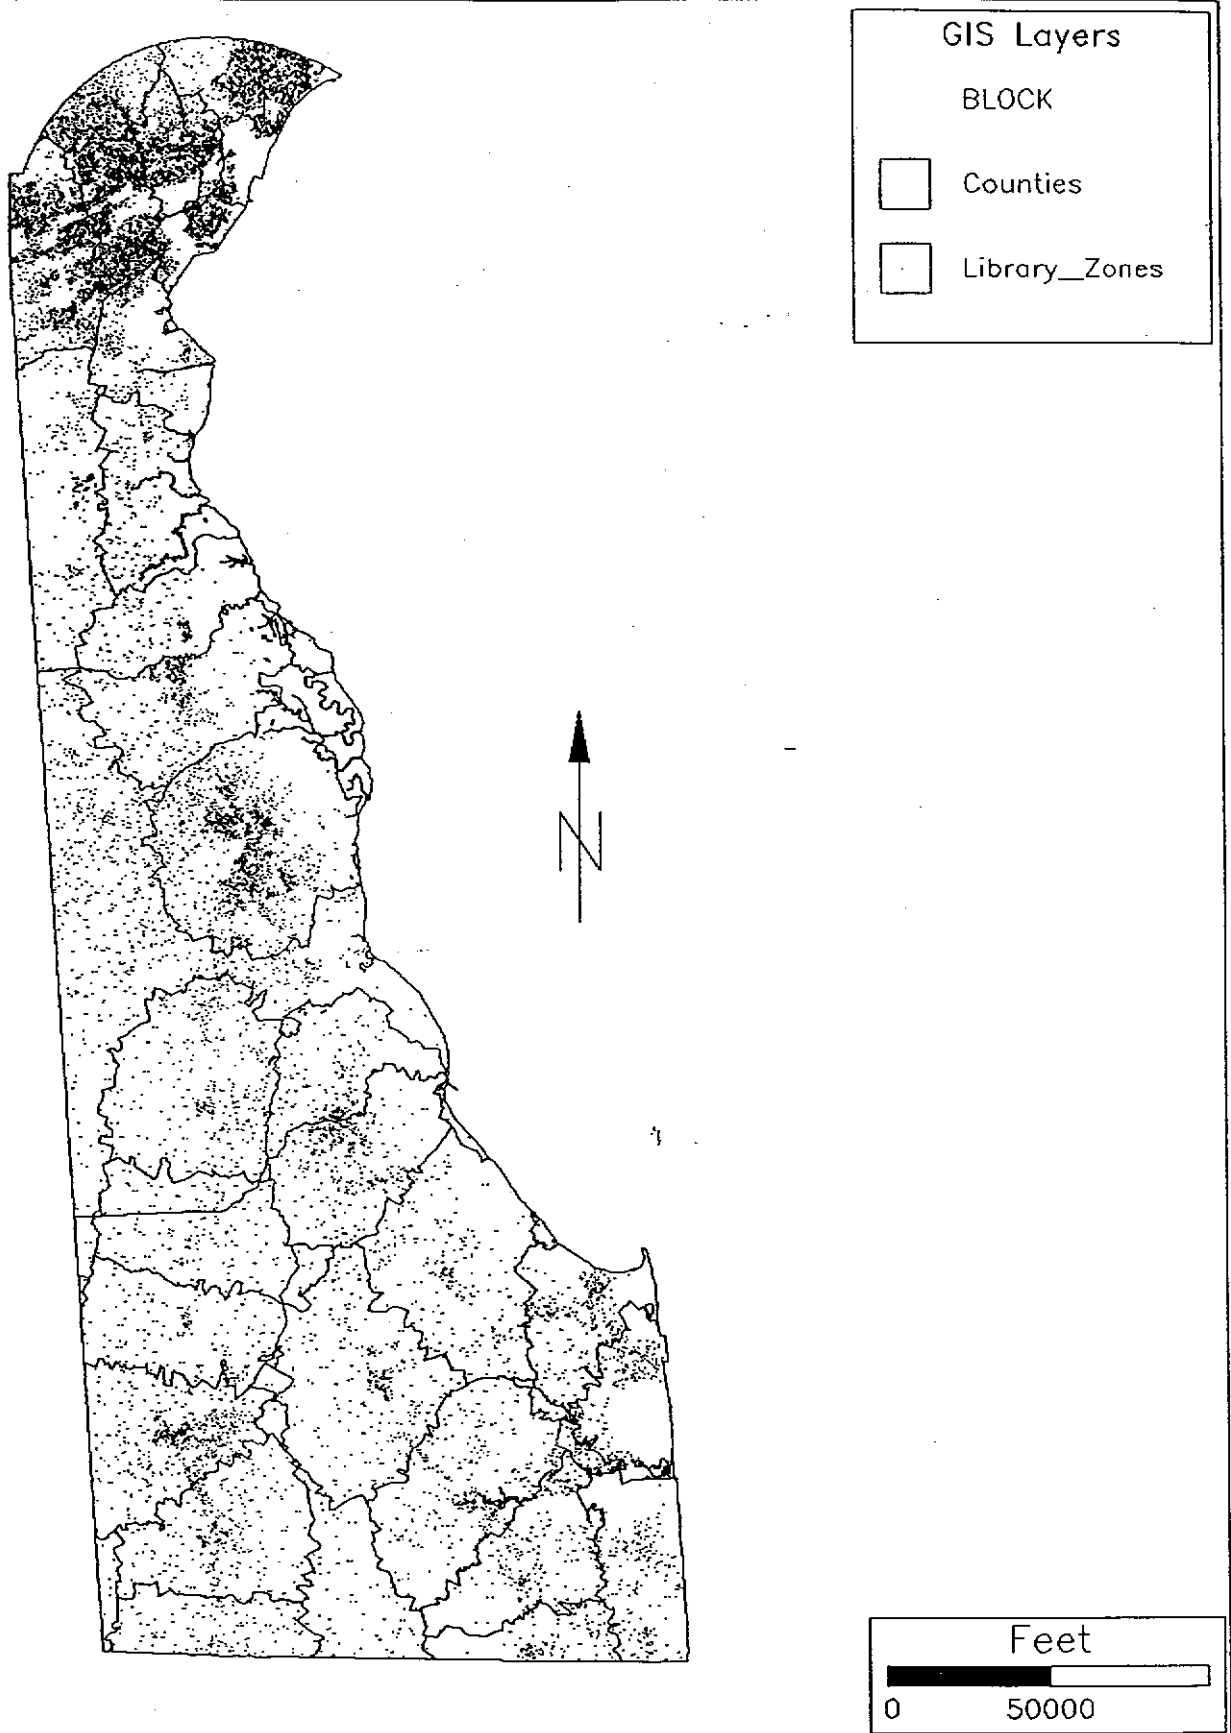 GIS Layers
BLOCK
Counties
Library_Zones
N
Feet
0 50000